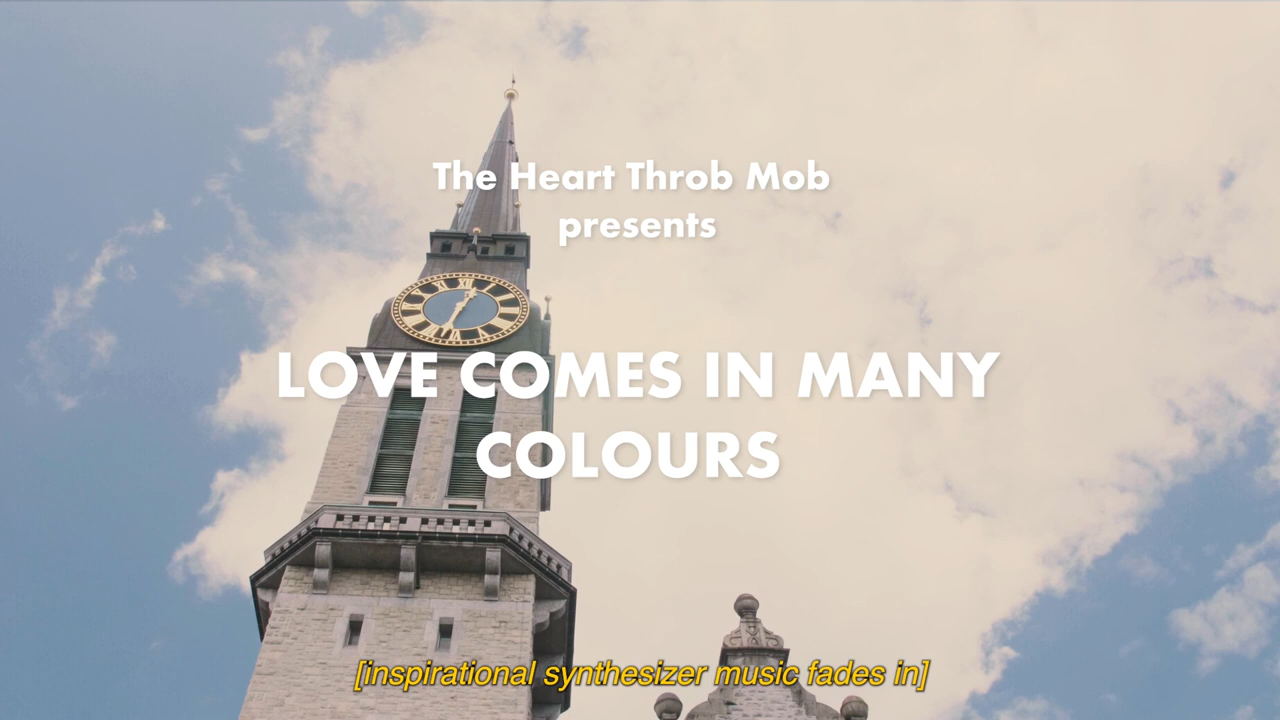 The Heart Throb Mob
presents
LOVE COMES IN MANY
COLOURS
[inspirational synthesizer music fades in]